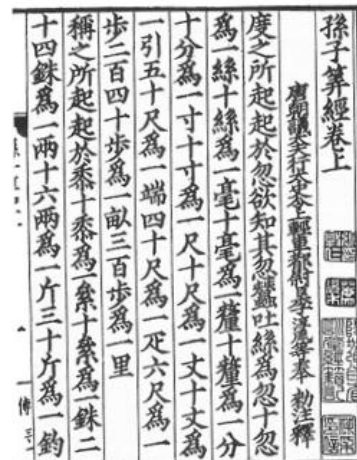 孫子算經卷上
唐朝議大夫行太史令上輕車都尉臣李淳風等奉 勑注釋
度之所起起於忽欲知其忽蠶吐絲為忽十忽
為一絲十絲為一毫十毫為一釐十釐為一分
十分為一寸十寸為一尺十尺為一丈十丈為
一引五十尺為一端四十尺為一疋六尺為一
步二百四十步為一畝三百步為一里
稱之所起起於黍十黍為一絫十絫為一銖二
十四銖為一兩十六兩為一斤三十斤為一鈞